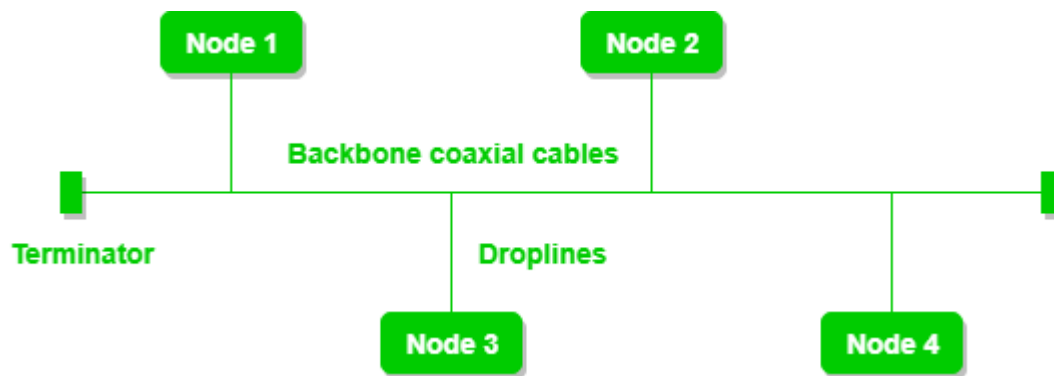 Node 1
Node 2
Backbone coaxial cables
Terminator
Droplines
Node 3
Node 4